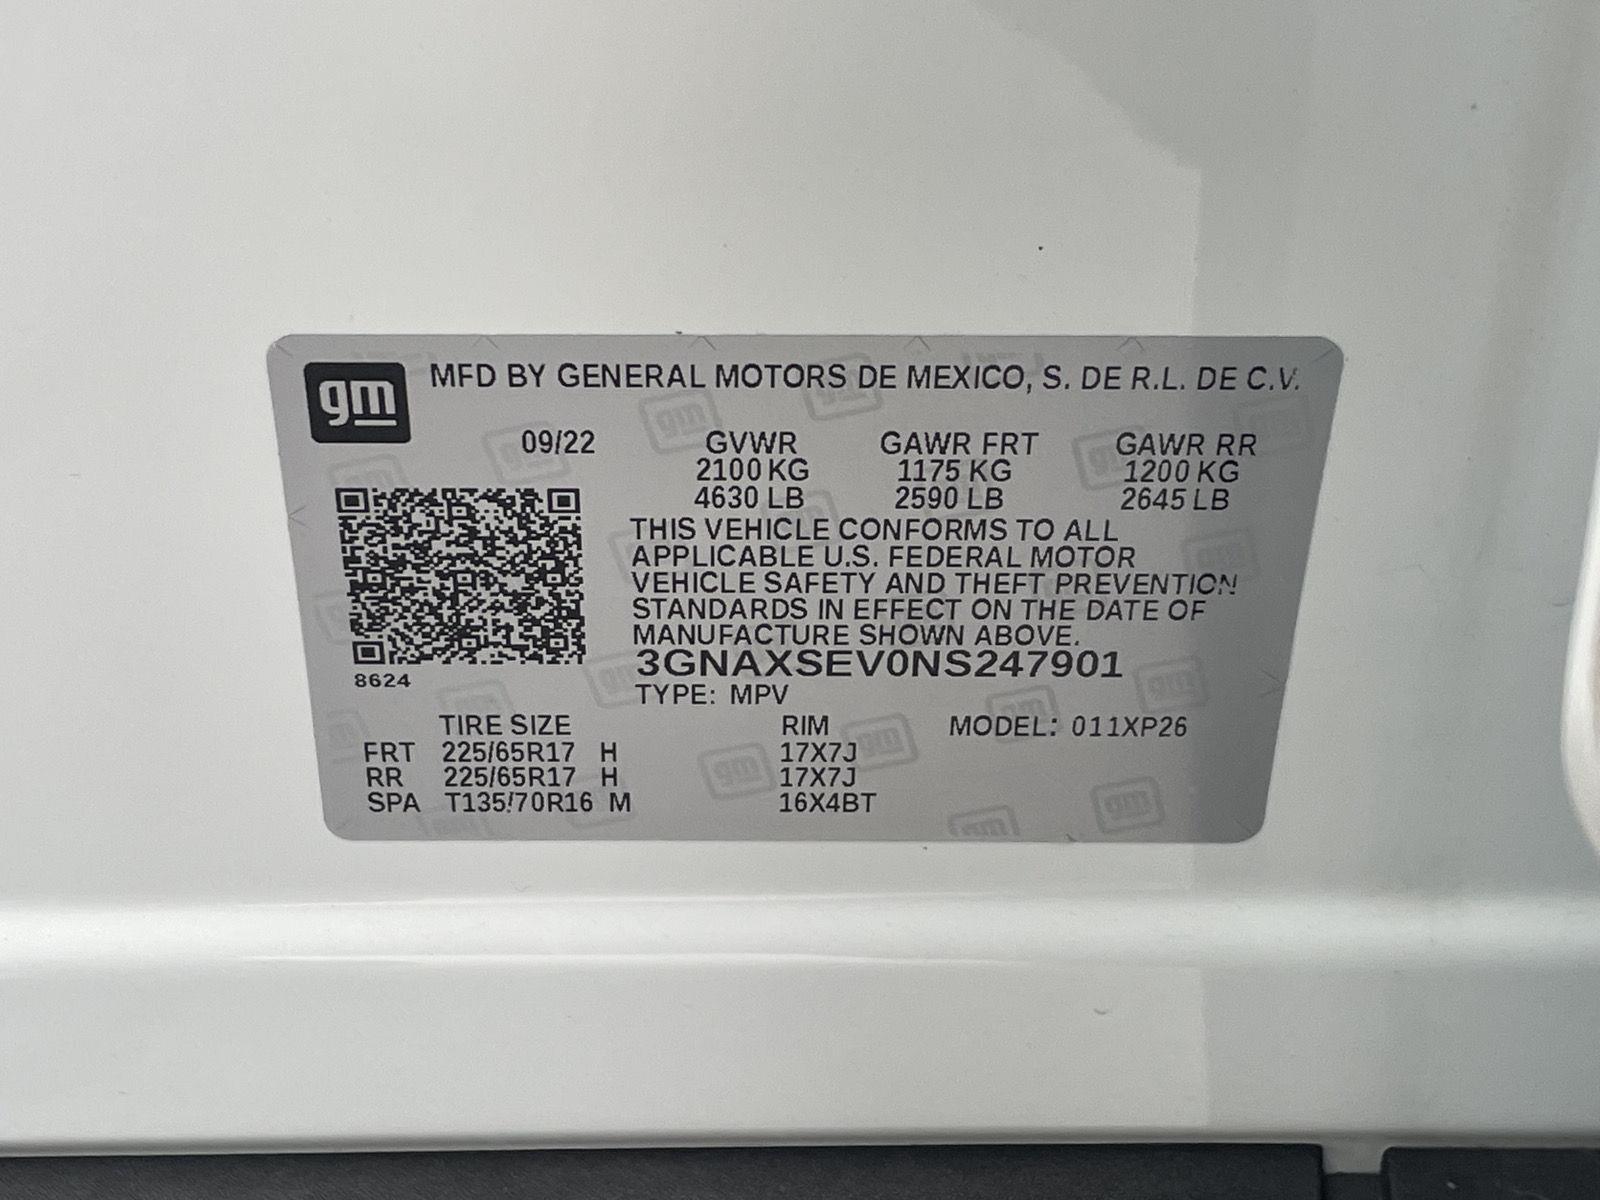 gm MFD BY GENERAL MOTORS DE MEXICO, S. DE R.L. DE C.V.
09/22 GVWR GAWR FRT GAWR RR
2100 KG 1175 KG 1200 KG
4630 LB 2590 LB 2645 LB
THIS VEHICLE CONFORMS TO ALL
APPLICABLE U.S. FEDERAL MOTOR
VEHICLE SAFETY AND THEFT PREVENTION
STANDARDS IN EFFECT ON THE DATE OF
MANUFACTURE SHOWN ABOVE.
3GNAXSEV0NS247901
8624 TYPE: MPV
TIRE SIZE RIM MODEL: 011XP26
FRT 225/65R17 H 17X7J
RR 225/65R17 H 17X7J
SPA T135/70R16 M 16X4BT